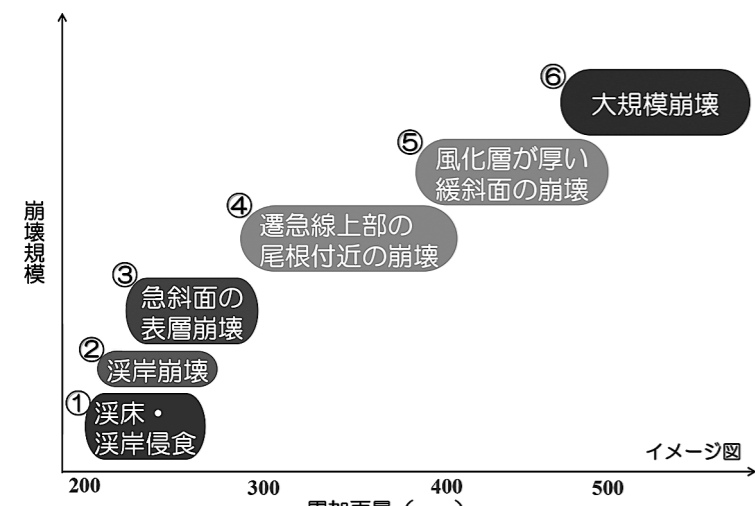 ⑥
大規模崩壊
⑤
風化層が厚い
緩斜面の崩壊
④
遷急線上部の
尾根付近の崩壊
③
急斜面の
表層崩壊
②
渓岸崩壊
①
渓床・
渓岸侵食
崩壊規模
イメージ図
200 300 400 500